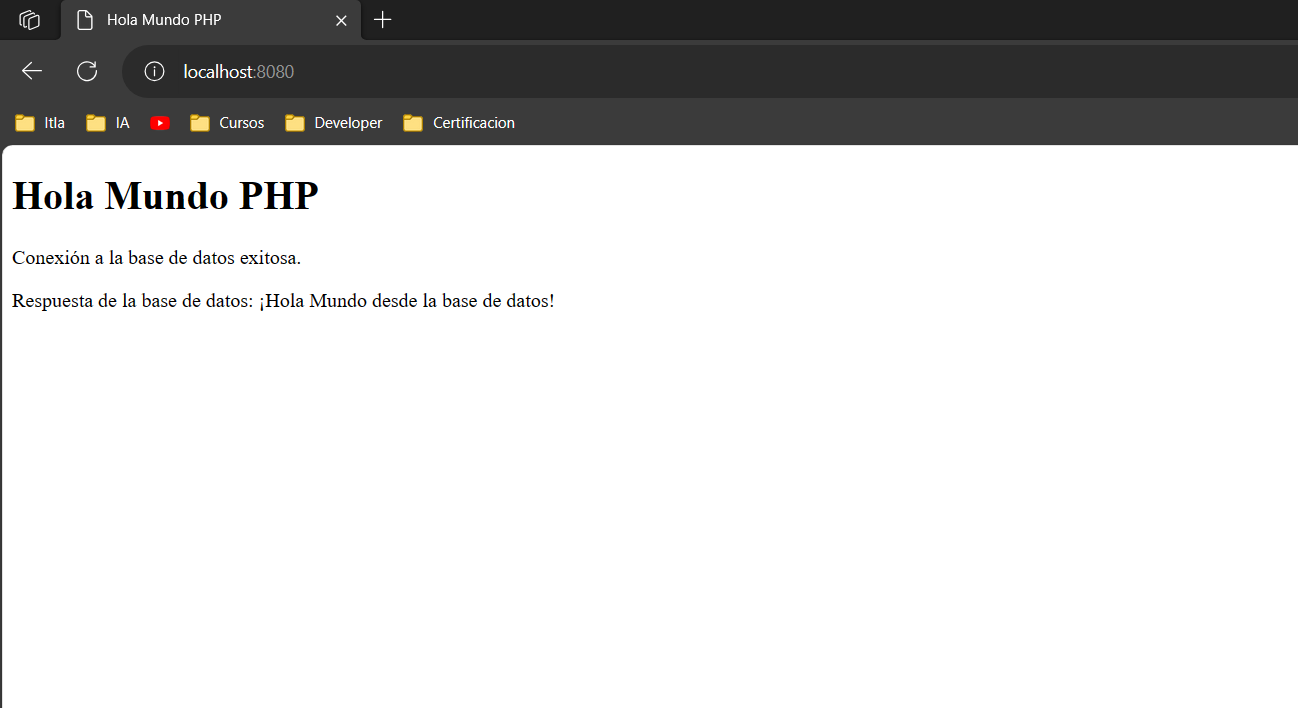 Hola Mundo PHP
localhost:8080
Itla IA Cursos Developer Certificacion
Hola Mundo PHP
Conexión a la base de datos exitosa.
Respuesta de la base de datos: ¡Hola Mundo desde la base de datos!